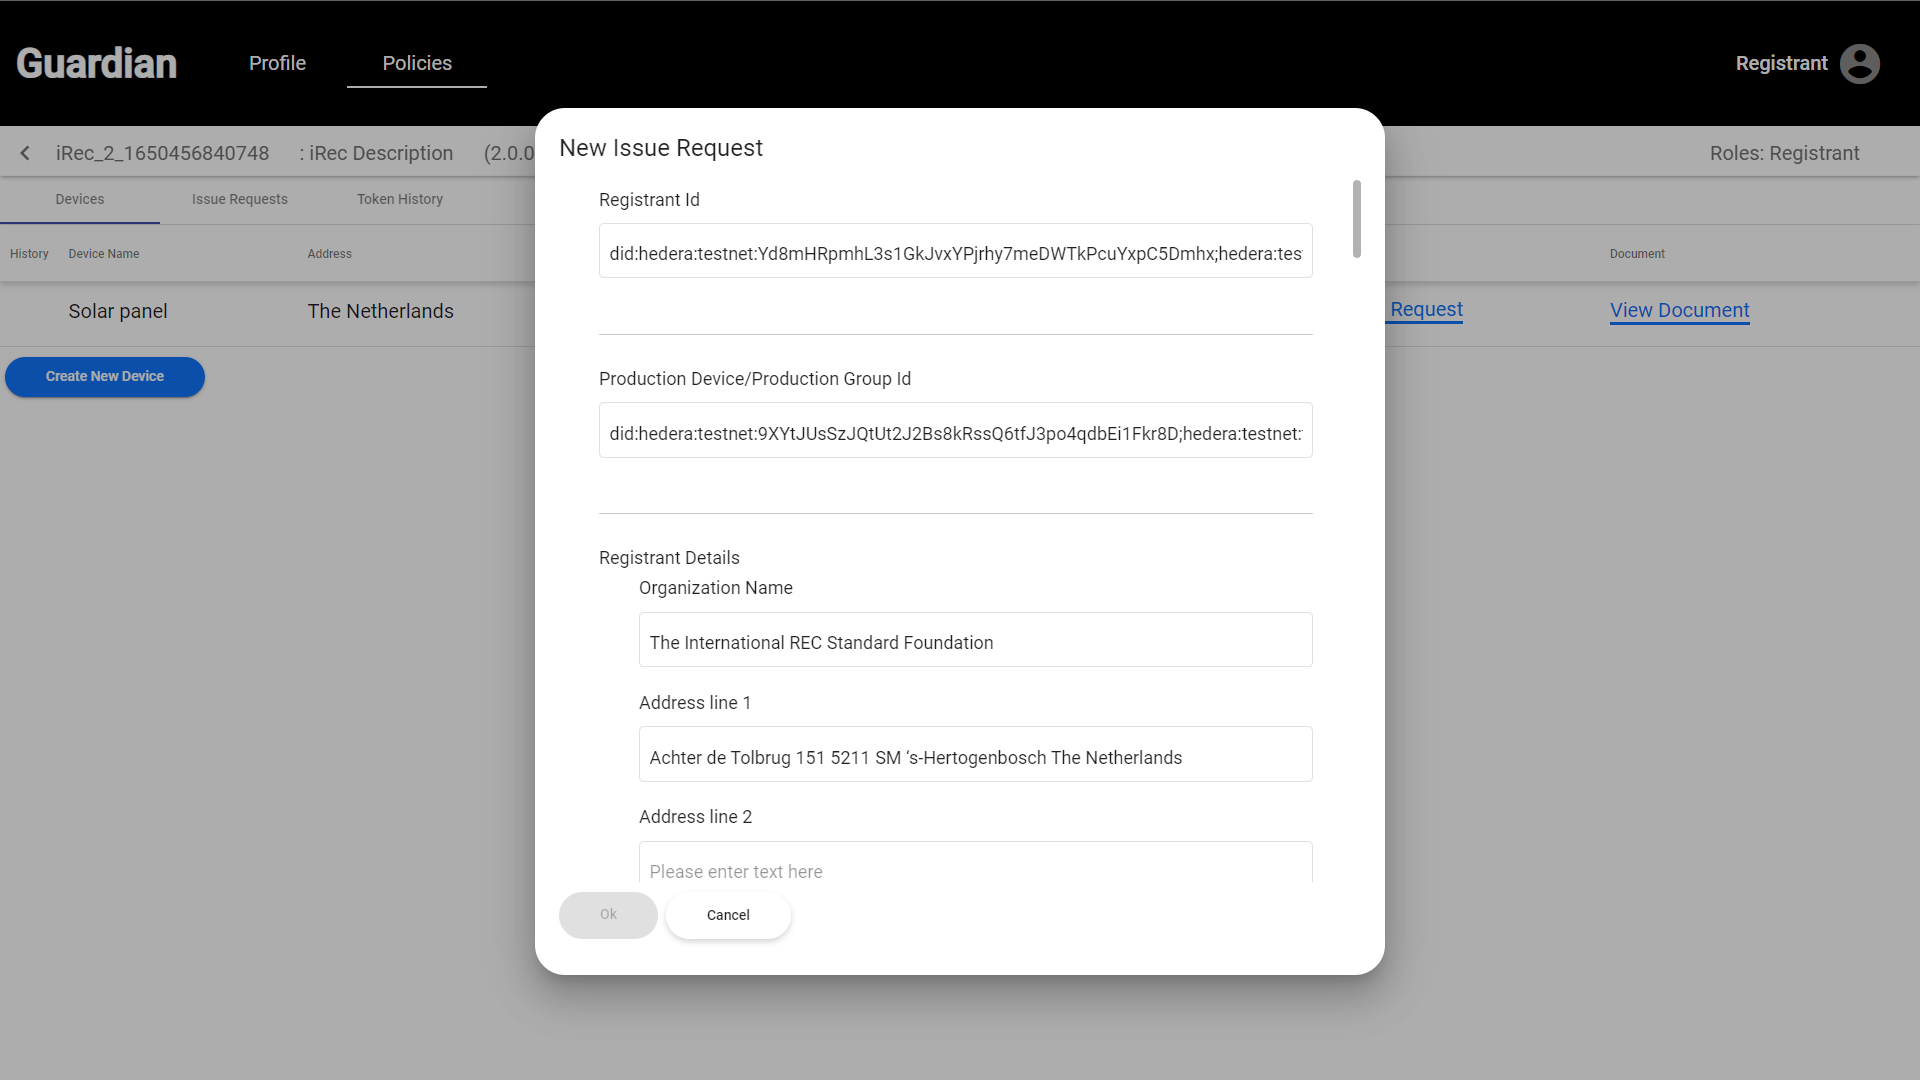 Guardian
Profile
Policies
Registrant
iRec_2_1650456840748
: iRec Description
(2.0.0
Roles: Registrant
Devices
Issue Requests
Token History
History
Device Name
Address
Document
Solar panel
The Netherlands
Request
View Document
Create New Device
New Issue Request
Registrant Id
did:hedera:testnet:Yd8mHRpmhL3s1GkJvxYPjrhy7meDWTkPcuYxpC5Dmhx;hedera:tes
Production Device/Production Group Id
did:hedera:testnet:9XYtJUsSzJQtUt2J2Bs8kRssQ6tfJ3po4qdbEi1Fkr8D;hedera:testnet:
Registrant Details
Organization Name
The International REC Standard Foundation
Address line 1
Achter de Tolbrug 151 5211 SM ‘s-Hertogenbosch The Netherlands
Address line 2
Please enter text here
Ok
Cancel